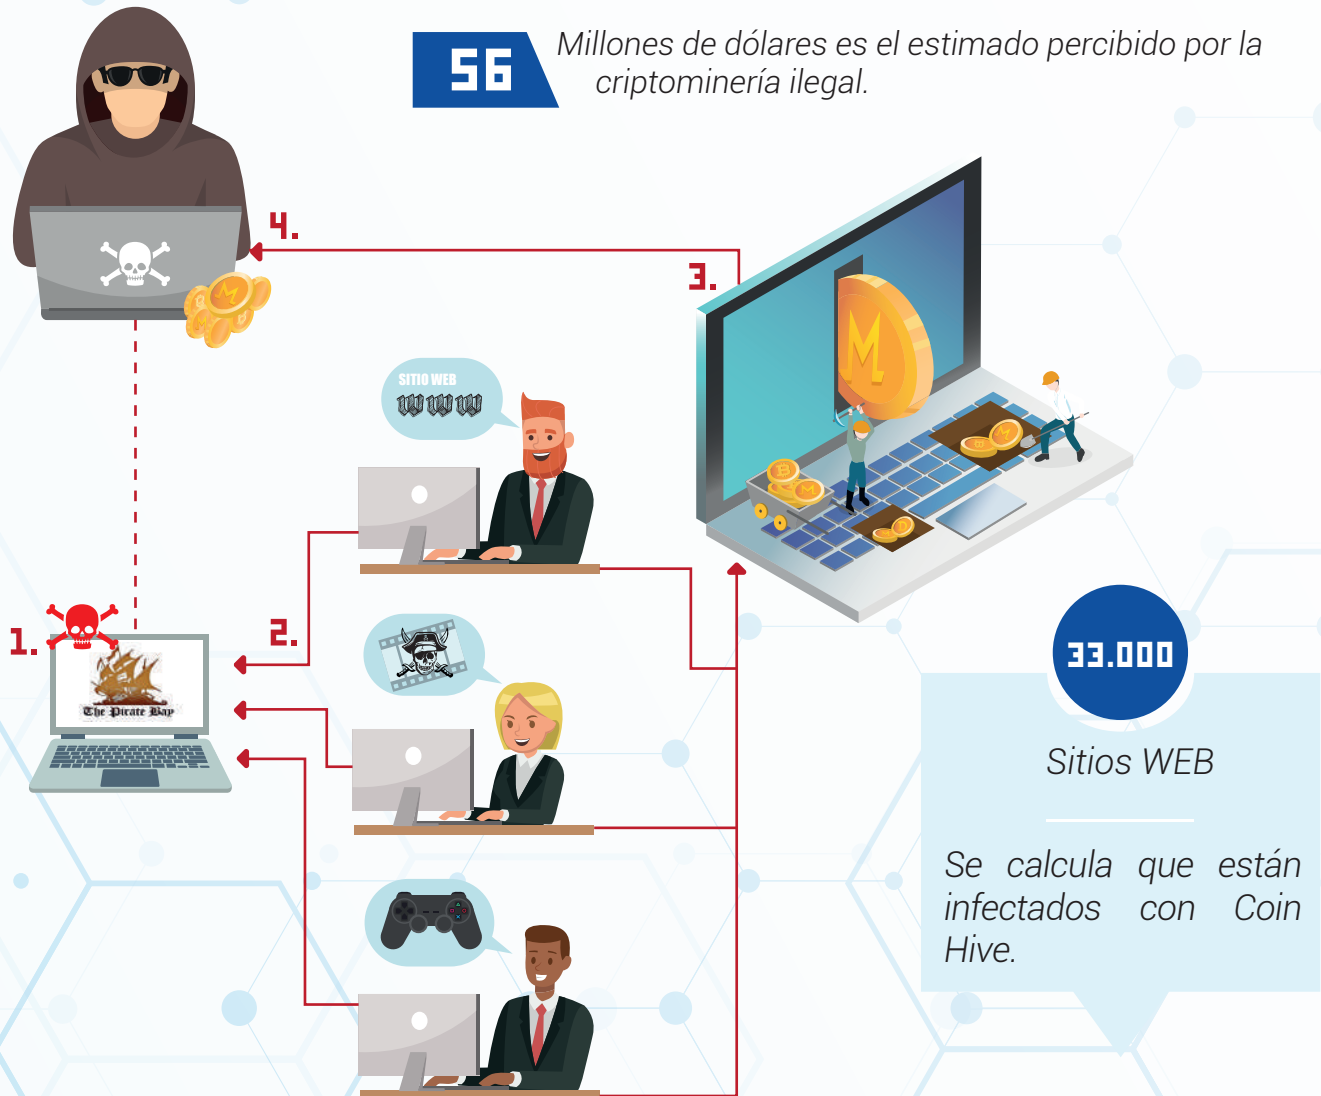 56
Millones de dólares es el estimado percibido por la
criptominería ilegal.
4.
3.
SITIO WEB
WWW
1.
2.
The Pirate Bay
33.000
Sitios WEB
Se calcula que están
infectados con Coin
Hive.